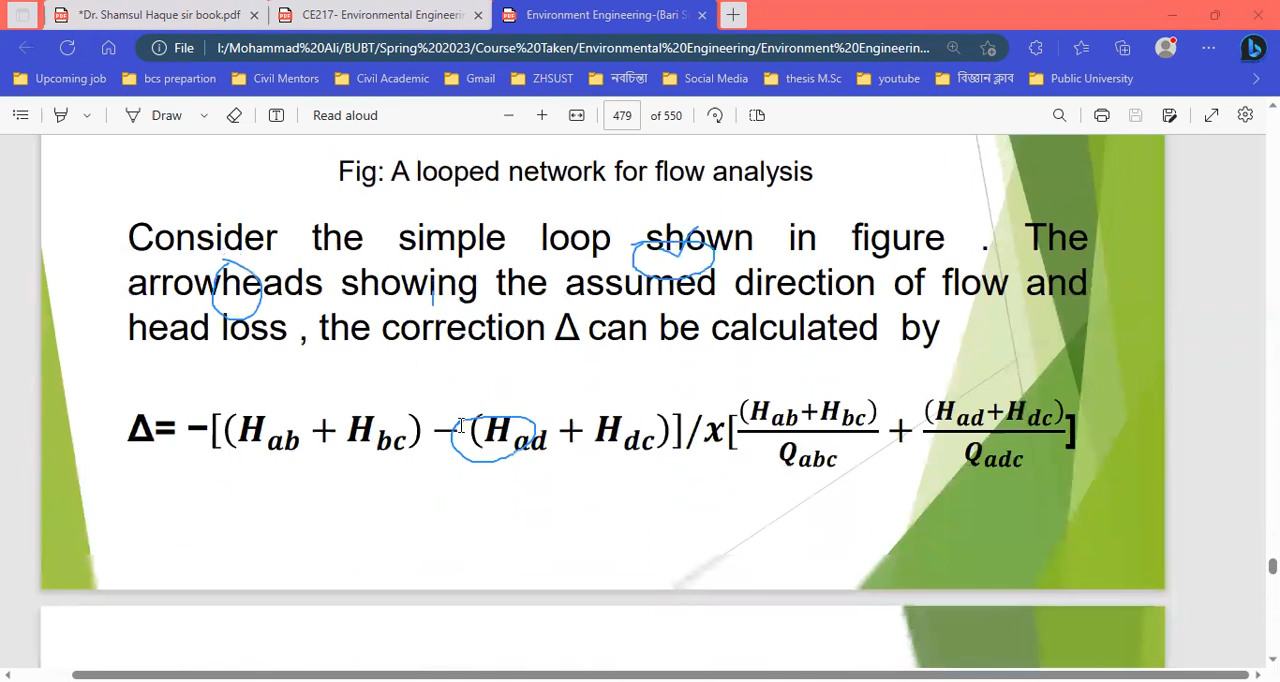 *Dr. Shamsul Haque sir book.pdf
CE217- Environmental Engineerin
Environment Engineering-(Bari S
File
I:/Mohammad%20Ali/BUBT/Spring%202023/Course%20Taken/Environmental%20Engineering/Environment%20Engineerin...
Upcoming job
bcs prepartion
Civil Mentors
Civil Academic
Gmail
ZHSUST
নবচিন্তা
Social Media
thesis M.Sc
youtube
বিজ্ঞান ক্লাব
Public University
Draw
Read aloud
479 of 550
Fig: A looped network for flow analysis
Consider the simple loop shown in figure . The
arrowheads showing the assumed direction of flow and
head loss , the correction Δ can be calculated by
Δ= −[(H_ab + H_bc) − (H_ad + H_dc)]/x[(H_ab+H_bc)/Q_abc + (H_ad+H_dc)/Q_adc]